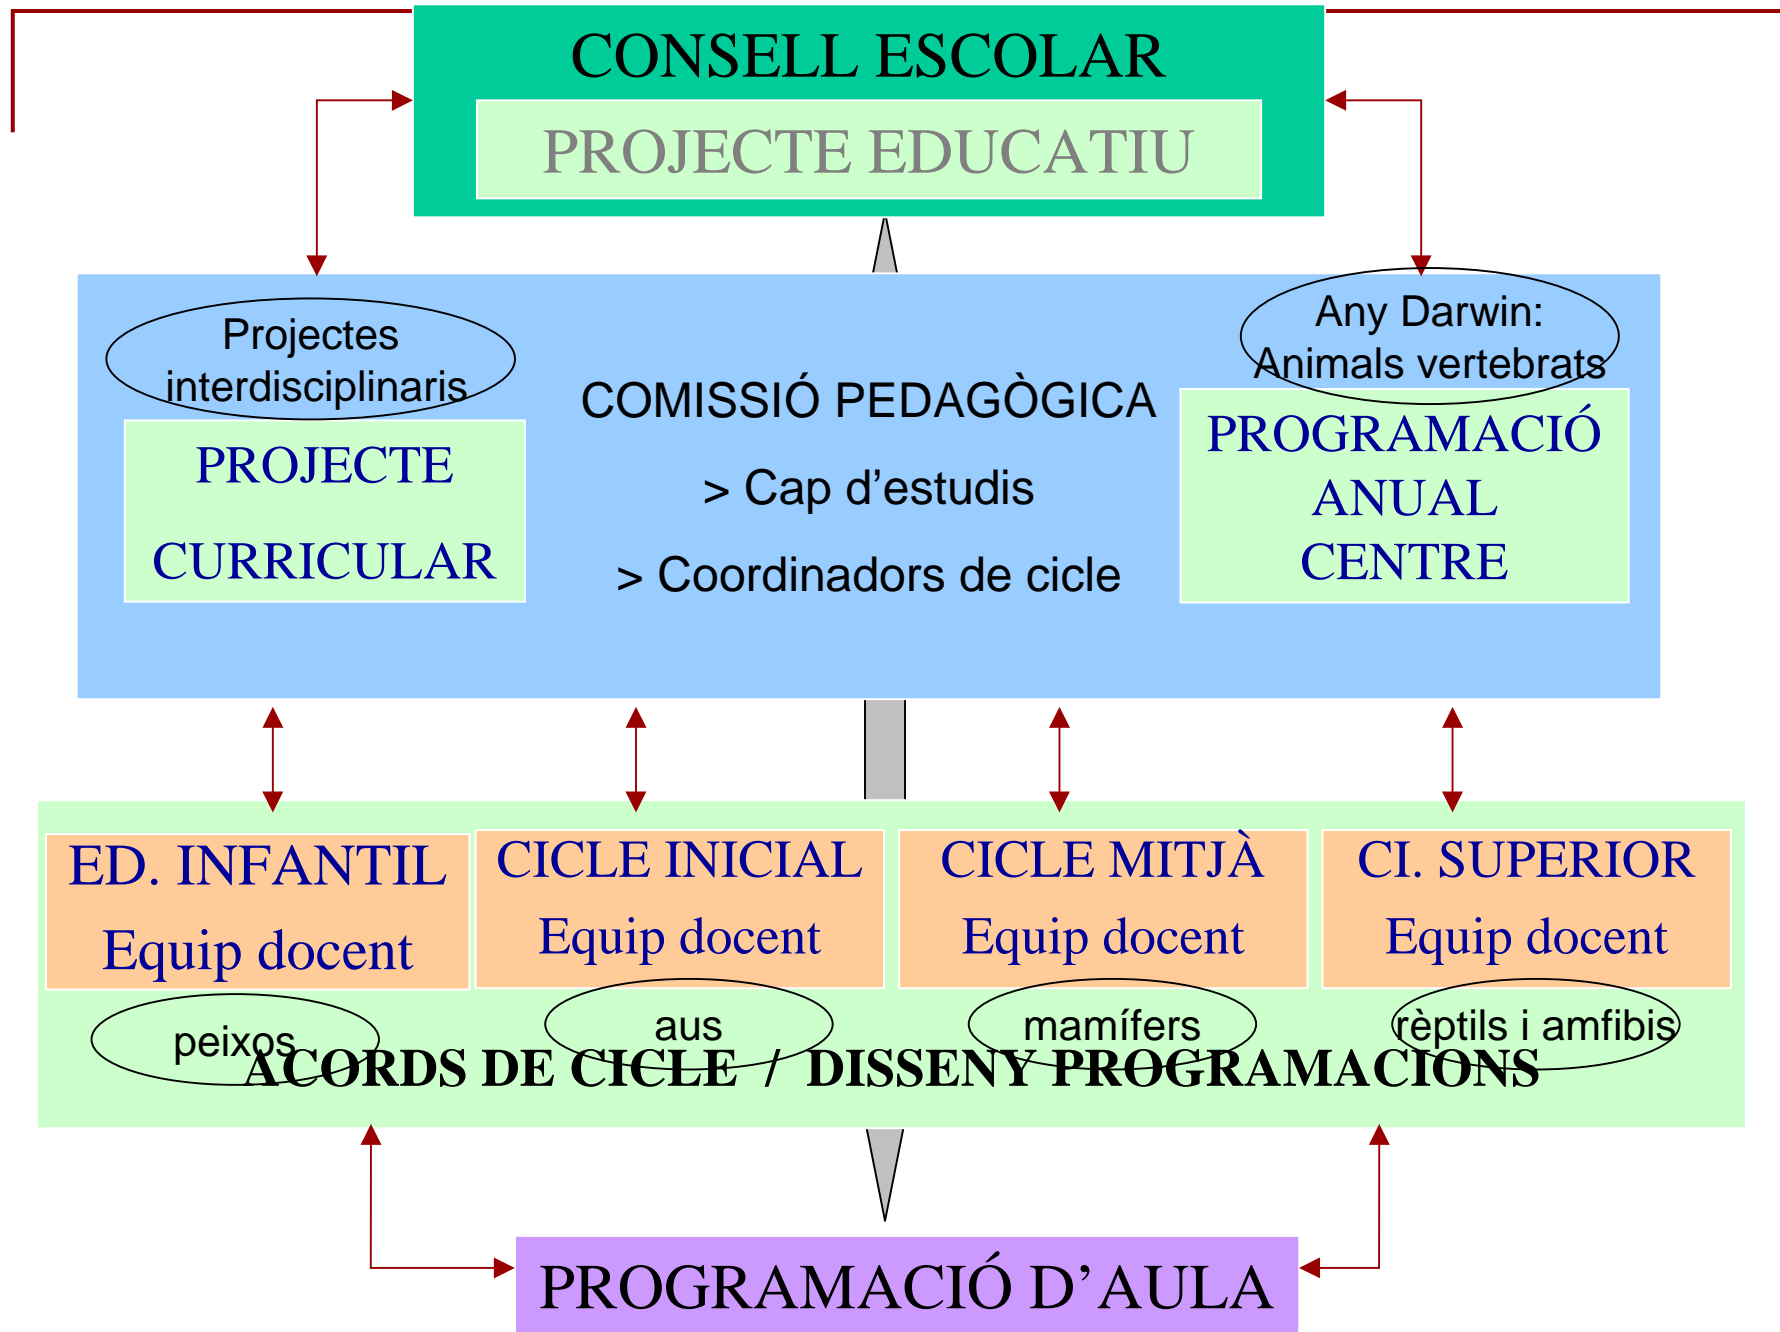 CONSELL ESCOLAR
PROJECTE EDUCATIU
Projectes
interdisciplinaris
PROJECTE
CURRICULAR
COMISSIÓ PEDAGÒGICA
> Cap d’estudis
> Coordinadors de cicle
Any Darwin:
Animals vertebrats
PROGRAMACIÓ
ANUAL
CENTRE
ED. INFANTIL
Equip docent
peixos
CICLE INICIAL
Equip docent
aus
CICLE MITJÀ
Equip docent
mamífers
CI. SUPERIOR
Equip docent
rèptils i amfibis
ACORDS DE CICLE / DISSENY PROGRAMACIONS
PROGRAMACIÓ D’AULA